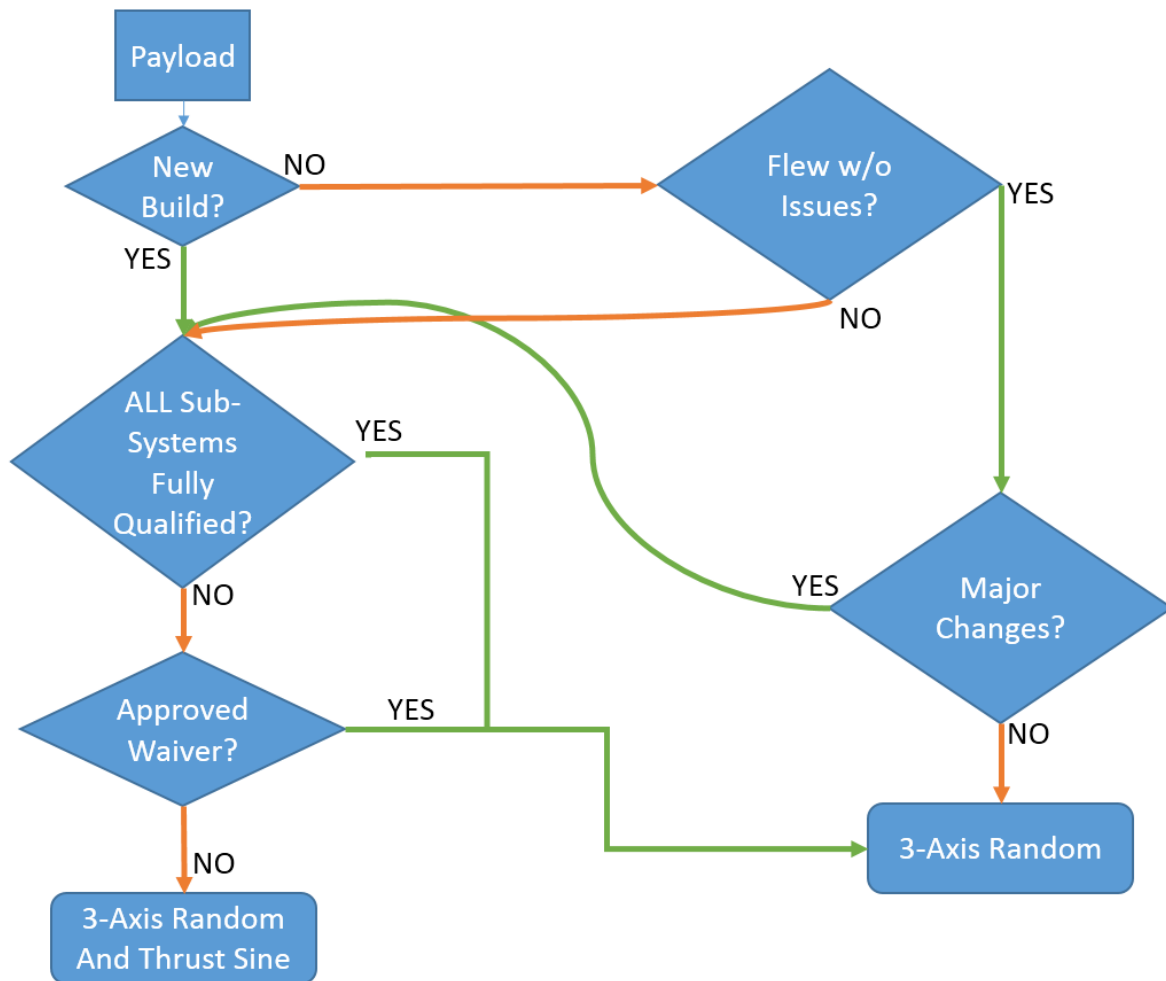 Payload
New
Build?
NO
YES
Flew w/o
Issues?
YES
NO
ALL Sub-
Systems
Fully
Qualified?
YES
NO
Major
Changes?
YES
NO
Approved
Waiver?
YES
NO
3-Axis Random
3-Axis Random
And Thrust Sine